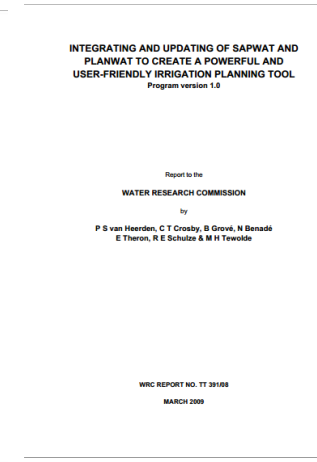 INTEGRATING AND UPDATING OF SAPWAT AND
PLANWAT TO CREATE A POWERFUL AND
USER-FRIENDLY IRRIGATION PLANNING TOOL
Program version 1.0
Report to the
WATER RESEARCH COMMISSION
by
P S van Heerden, C T Crosby, B Grové, N Benadé
E Theron, R E Schulze & M H Tewolde
WRC REPORT NO. TT 391/08
MARCH 2009